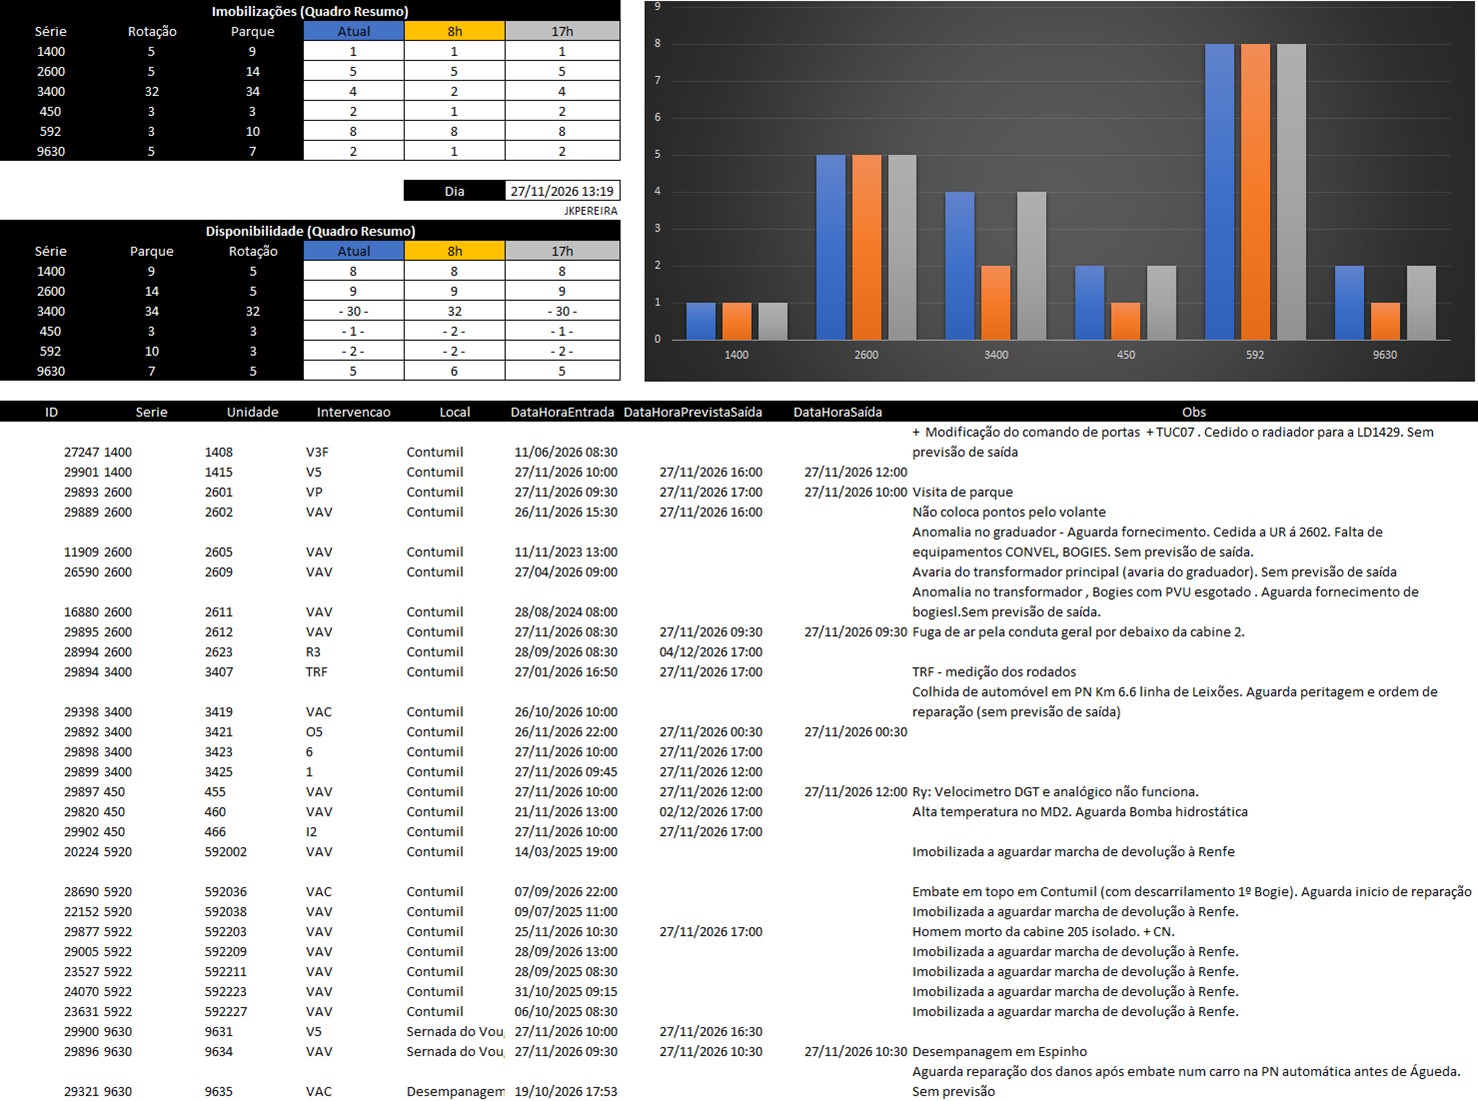 Imobilizações (Quadro Resumo)
Série Rotação Parque Atual 8h 17h
1400 5 9 1 1 1
2600 5 14 5 5 5
3400 32 34 4 2 4
450 3 3 2 1 2
592 3 10 8 8 8
9630 5 7 2 1 2
Dia 27/11/2026 13:19
JKPEREIRA
Disponibilidade (Quadro Resumo)
Série Parque Rotação Atual 8h 17h
1400 9 5 8 8 8
2600 14 5 9 9 9
3400 34 32 - 30 - 32 - 30 -
450 3 3 - 1 - - 2 - - 1 -
592 10 3 - 2 - - 2 - - 2 -
9630 7 5 5 6 5
9
8
7
6
5
4
3
2
1
0
1400 2600 3400 450 592 9630
ID Serie Unidade Intervencao Local DataHoraEntrada DataHoraPrevistaSaída DataHoraSaída Obs
+ Modificação do comando de portas + TUC07 . Cedido o radiador para a LD1429. Sem
27247 1400 1408 V3F Contumil 11/06/2026 08:30 previsão de saída
29901 1400 1415 V5 Contumil 27/11/2026 10:00 27/11/2026 16:00 27/11/2026 12:00
29893 2600 2601 VP Contumil 27/11/2026 09:30 27/11/2026 17:00 27/11/2026 10:00 Visita de parque
29889 2600 2602 VAV Contumil 26/11/2026 15:30 27/11/2026 16:00 Não coloca pontos pelo volante
Anomalia no graduador - Aguarda fornecimento. Cedida a UR á 2602. Falta de
11909 2600 2605 VAV Contumil 11/11/2023 13:00 equipamentos CONVEL, BOGIES. Sem previsão de saída.
26590 2600 2609 VAV Contumil 27/04/2026 09:00 Avaria do transformador principal (avaria do graduador). Sem previsão de saída
Anomalia no transformador , Bogies com PVU esgotado . Aguarda fornecimento de
16880 2600 2611 VAV Contumil 28/08/2024 08:00 bogiesl.Sem previsão de saída.
29895 2600 2612 VAV Contumil 27/11/2026 08:30 27/11/2026 09:30 27/11/2026 09:30 Fuga de ar pela conduta geral por debaixo da cabine 2.
28994 2600 2623 R3 Contumil 28/09/2026 08:30 04/12/2026 17:00
29894 3400 3407 TRF Contumil 27/01/2026 16:50 27/11/2026 17:00 TRF - medição dos rodados
Colhida de automóvel em PN Km 6.6 linha de Leixões. Aguarda peritagem e ordem de
29398 3400 3419 VAC Contumil 26/10/2026 10:00 reparação (sem previsão de saída)
29892 3400 3421 O5 Contumil 26/11/2026 22:00 27/11/2026 00:30 27/11/2026 00:30
29898 3400 3423 6 Contumil 27/11/2026 10:00 27/11/2026 17:00
29899 3400 3425 1 Contumil 27/11/2026 09:45 27/11/2026 12:00
29897 450 455 VAV Contumil 27/11/2026 10:00 27/11/2026 12:00 27/11/2026 12:00 Ry: Velocimetro DGT e analógico não funciona.
29820 450 460 VAV Contumil 21/11/2026 13:00 02/12/2026 17:00 Alta temperatura no MD2. Aguarda Bomba hidrostática
29902 450 466 I2 Contumil 27/11/2026 10:00 27/11/2026 17:00
20224 5920 592002 VAV Contumil 14/03/2025 19:00 Imobilizada a aguardar marcha de devolução à Renfe
28690 5920 592036 VAC Contumil 07/09/2026 22:00 Embate em topo em Contumil (com descarrilamento 1º Bogie). Aguarda inicio de reparação
22152 5920 592038 VAV Contumil 09/07/2025 11:00 Imobilizada a aguardar marcha de devolução à Renfe.
29877 5922 592203 VAV Contumil 25/11/2026 10:30 27/11/2026 17:00 Homem morto da cabine 205 isolado. + CN.
29005 5922 592209 VAV Contumil 28/09/2026 13:00 Imobilizada a aguardar marcha de devolução à Renfe.
23527 5922 592211 VAV Contumil 28/09/2025 08:30 Imobilizada a aguardar marcha de devolução à Renfe.
24070 5922 592223 VAV Contumil 31/10/2025 09:15 Imobilizada a aguardar marcha de devolução à Renfe.
23631 5922 592227 VAV Contumil 06/10/2025 08:30 Imobilizada a aguardar marcha de devolução à Renfe.
29900 9630 9631 V5 Sernada do Vou 27/11/2026 10:00 27/11/2026 16:30
29896 9630 9634 VAV Sernada do Vou 27/11/2026 09:30 27/11/2026 10:30 27/11/2026 10:30 Desempanagem em Espinho
Aguarda reparação dos danos após embate num carro na PN automática antes de Águeda.
29321 9630 9635 VAC Desempanagem 19/10/2026 17:53 Sem previsão